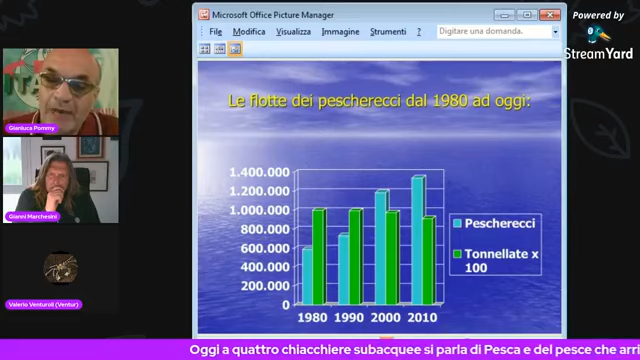 Microsoft Office Picture Manager
File Modifica Visualizza Immagine Strumenti ? Digitare una domanda.
Powered by
StreamYard
Le flotte dei pescherecci dal 1980 ad oggi:
ITA
Gianluca Pommy
Gianni Marchesini
Valerio Venturoli (Ventur)
1.400.000
1.200.000
1.000.000
800.000
600.000
400.000
200.000
0
1980 1990 2000 2010
Pescherecci
Tonnellate x
100
Oggi a quattro chiacchiere subacquee si parla di Pesca e del pesce che arri